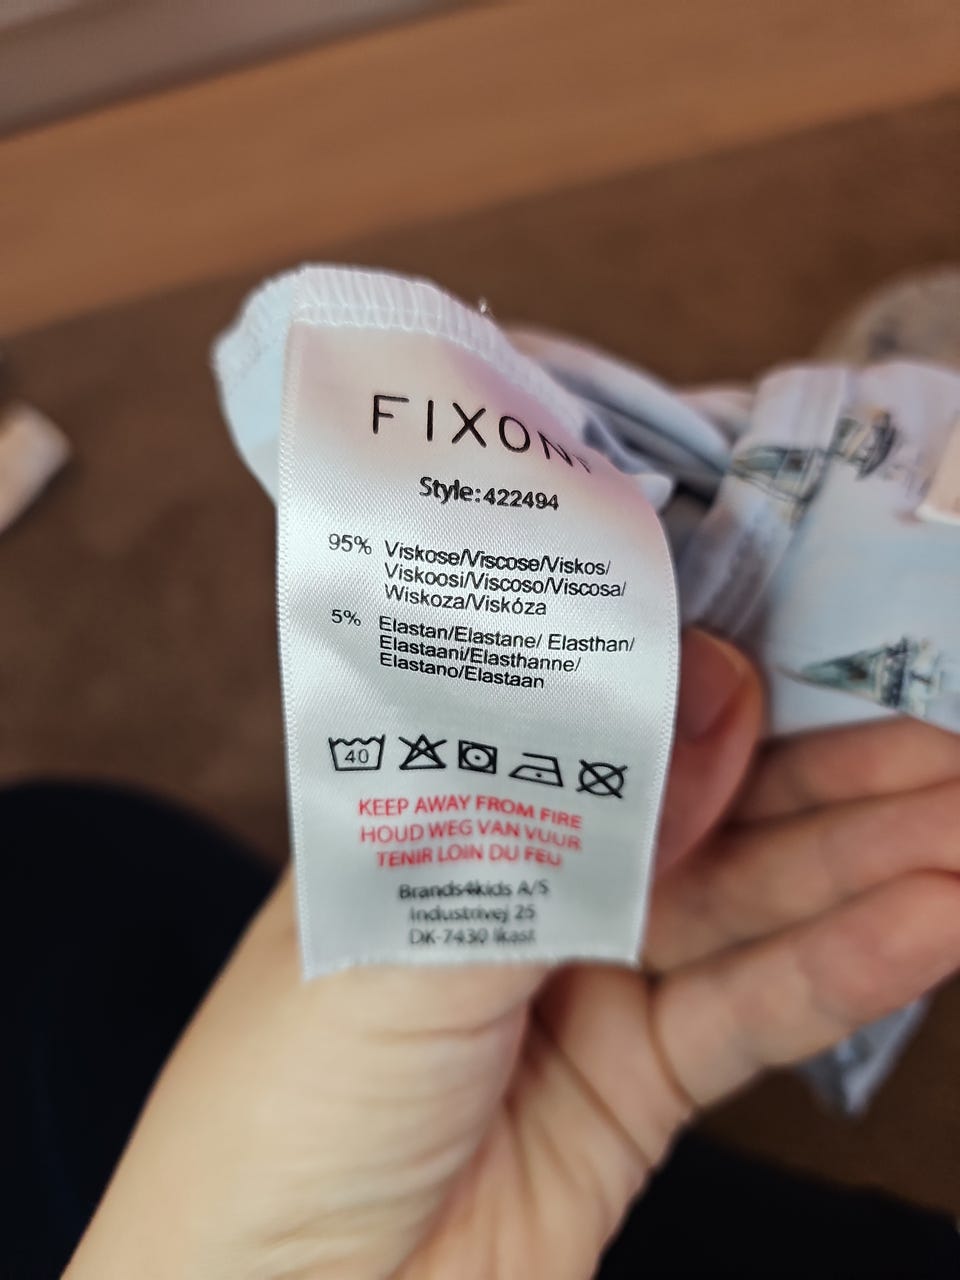 FIXON
Style:422494
95% Viskose/Viscose/Viskos/
Viskoosi/Viscoso/Viscosa/
Wiskoza/Viskóza
5% Elastan/Elastane/ Elasthan/
Elastaani/Elasthanne/
Elastano/Elastaan
40
KEEP AWAY FROM FIRE
HOUD WEG VAN VUUR
TENIR LOIN DU FEU
Brands4kids A/S
Industrivej 25
DK-7430 Ikast